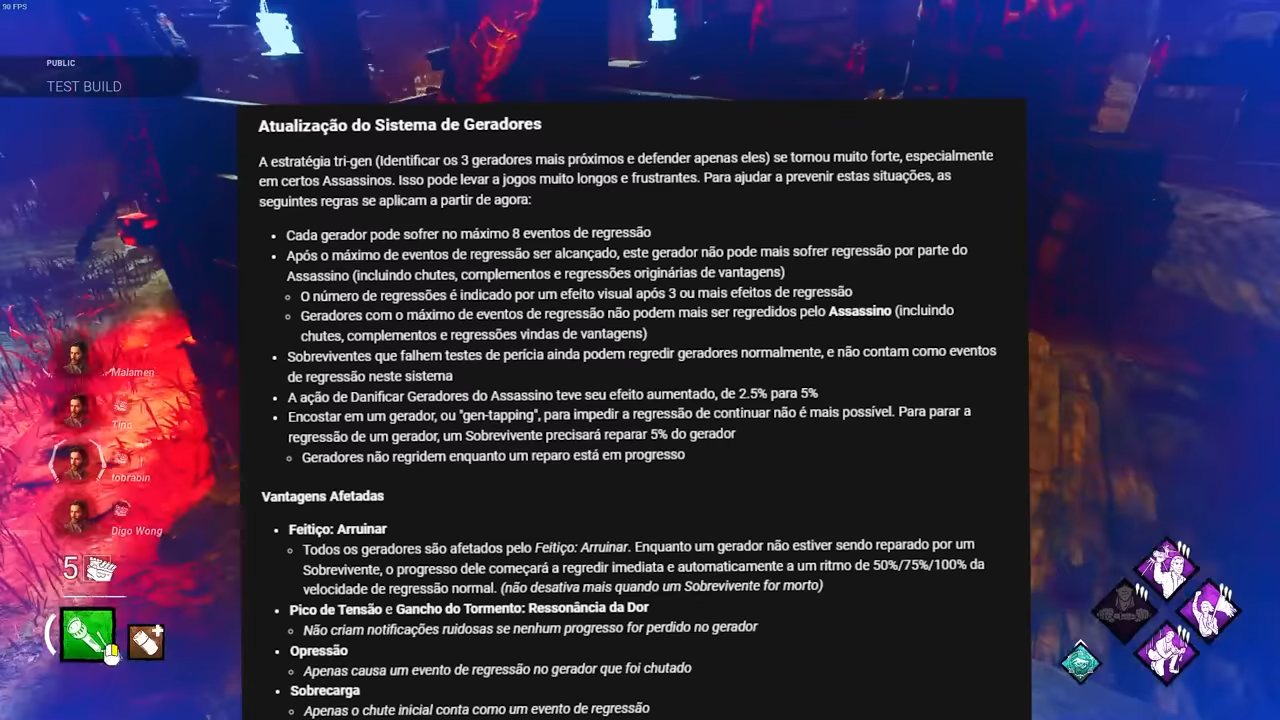 90 FPS
PUBLIC
TEST BUILD
Atualização do Sistema de Geradores
A estratégia tri-gen (Identificar os 3 geradores mais próximos e defender apenas eles) se tornou muito forte, especialmente
em certos Assassinos. Isso pode levar a jogos muito longos e frustrantes. Para ajudar a prevenir estas situações, as
seguintes regras se aplicam a partir de agora:
• Cada gerador pode sofrer no máximo 8 eventos de regressão
• Após o máximo de eventos de regressão ser alcançado, este gerador não pode mais sofrer regressão por parte do
Assassino (incluindo chutes, complementos e regressões originárias de vantagens)
◦ O número de regressões é indicado por um efeito visual após 3 ou mais efeitos de regressão
◦ Geradores com o máximo de eventos de regressão não podem mais ser regredidos pelo Assassino (incluindo
chutes, complementos e regressões vindas de vantagens)
• Sobreviventes que falhem testes de perícia ainda podem regredir geradores normalmente, e não contam como eventos
de regressão neste sistema
• A ação de Danificar Geradores do Assassino teve seu efeito aumentado, de 2.5% para 5%
• Encostar em um gerador, ou "gen-tapping", para impedir a regressão de continuar não é mais possível. Para parar a
regressão de um gerador, um Sobrevivente precisará reparar 5% do gerador
◦ Geradores não regridem enquanto um reparo está em progresso
Vantagens Afetadas
• Feitiço: Arruinar
◦ Todos os geradores são afetados pelo Feitiço: Arruinar. Enquanto um gerador não estiver sendo reparado por um
Sobrevivente, o progresso dele começará a regredir imediata e automaticamente a um ritmo de 50%/75%/100% da
velocidade de regressão normal. (não desativa mais quando um Sobrevivente for morto)
• Pico de Tensão e Gancho do Tormento: Ressonância da Dor
◦ Não criam notificações ruidosas se nenhum progresso for perdido no gerador
• Opressão
◦ Apenas causa um evento de regressão no gerador que foi chutado
• Sobrecarga
◦ Apenas o chute inicial conta como um evento de regressão
Malamen
Tina
tobrabin
Digo Wong
5